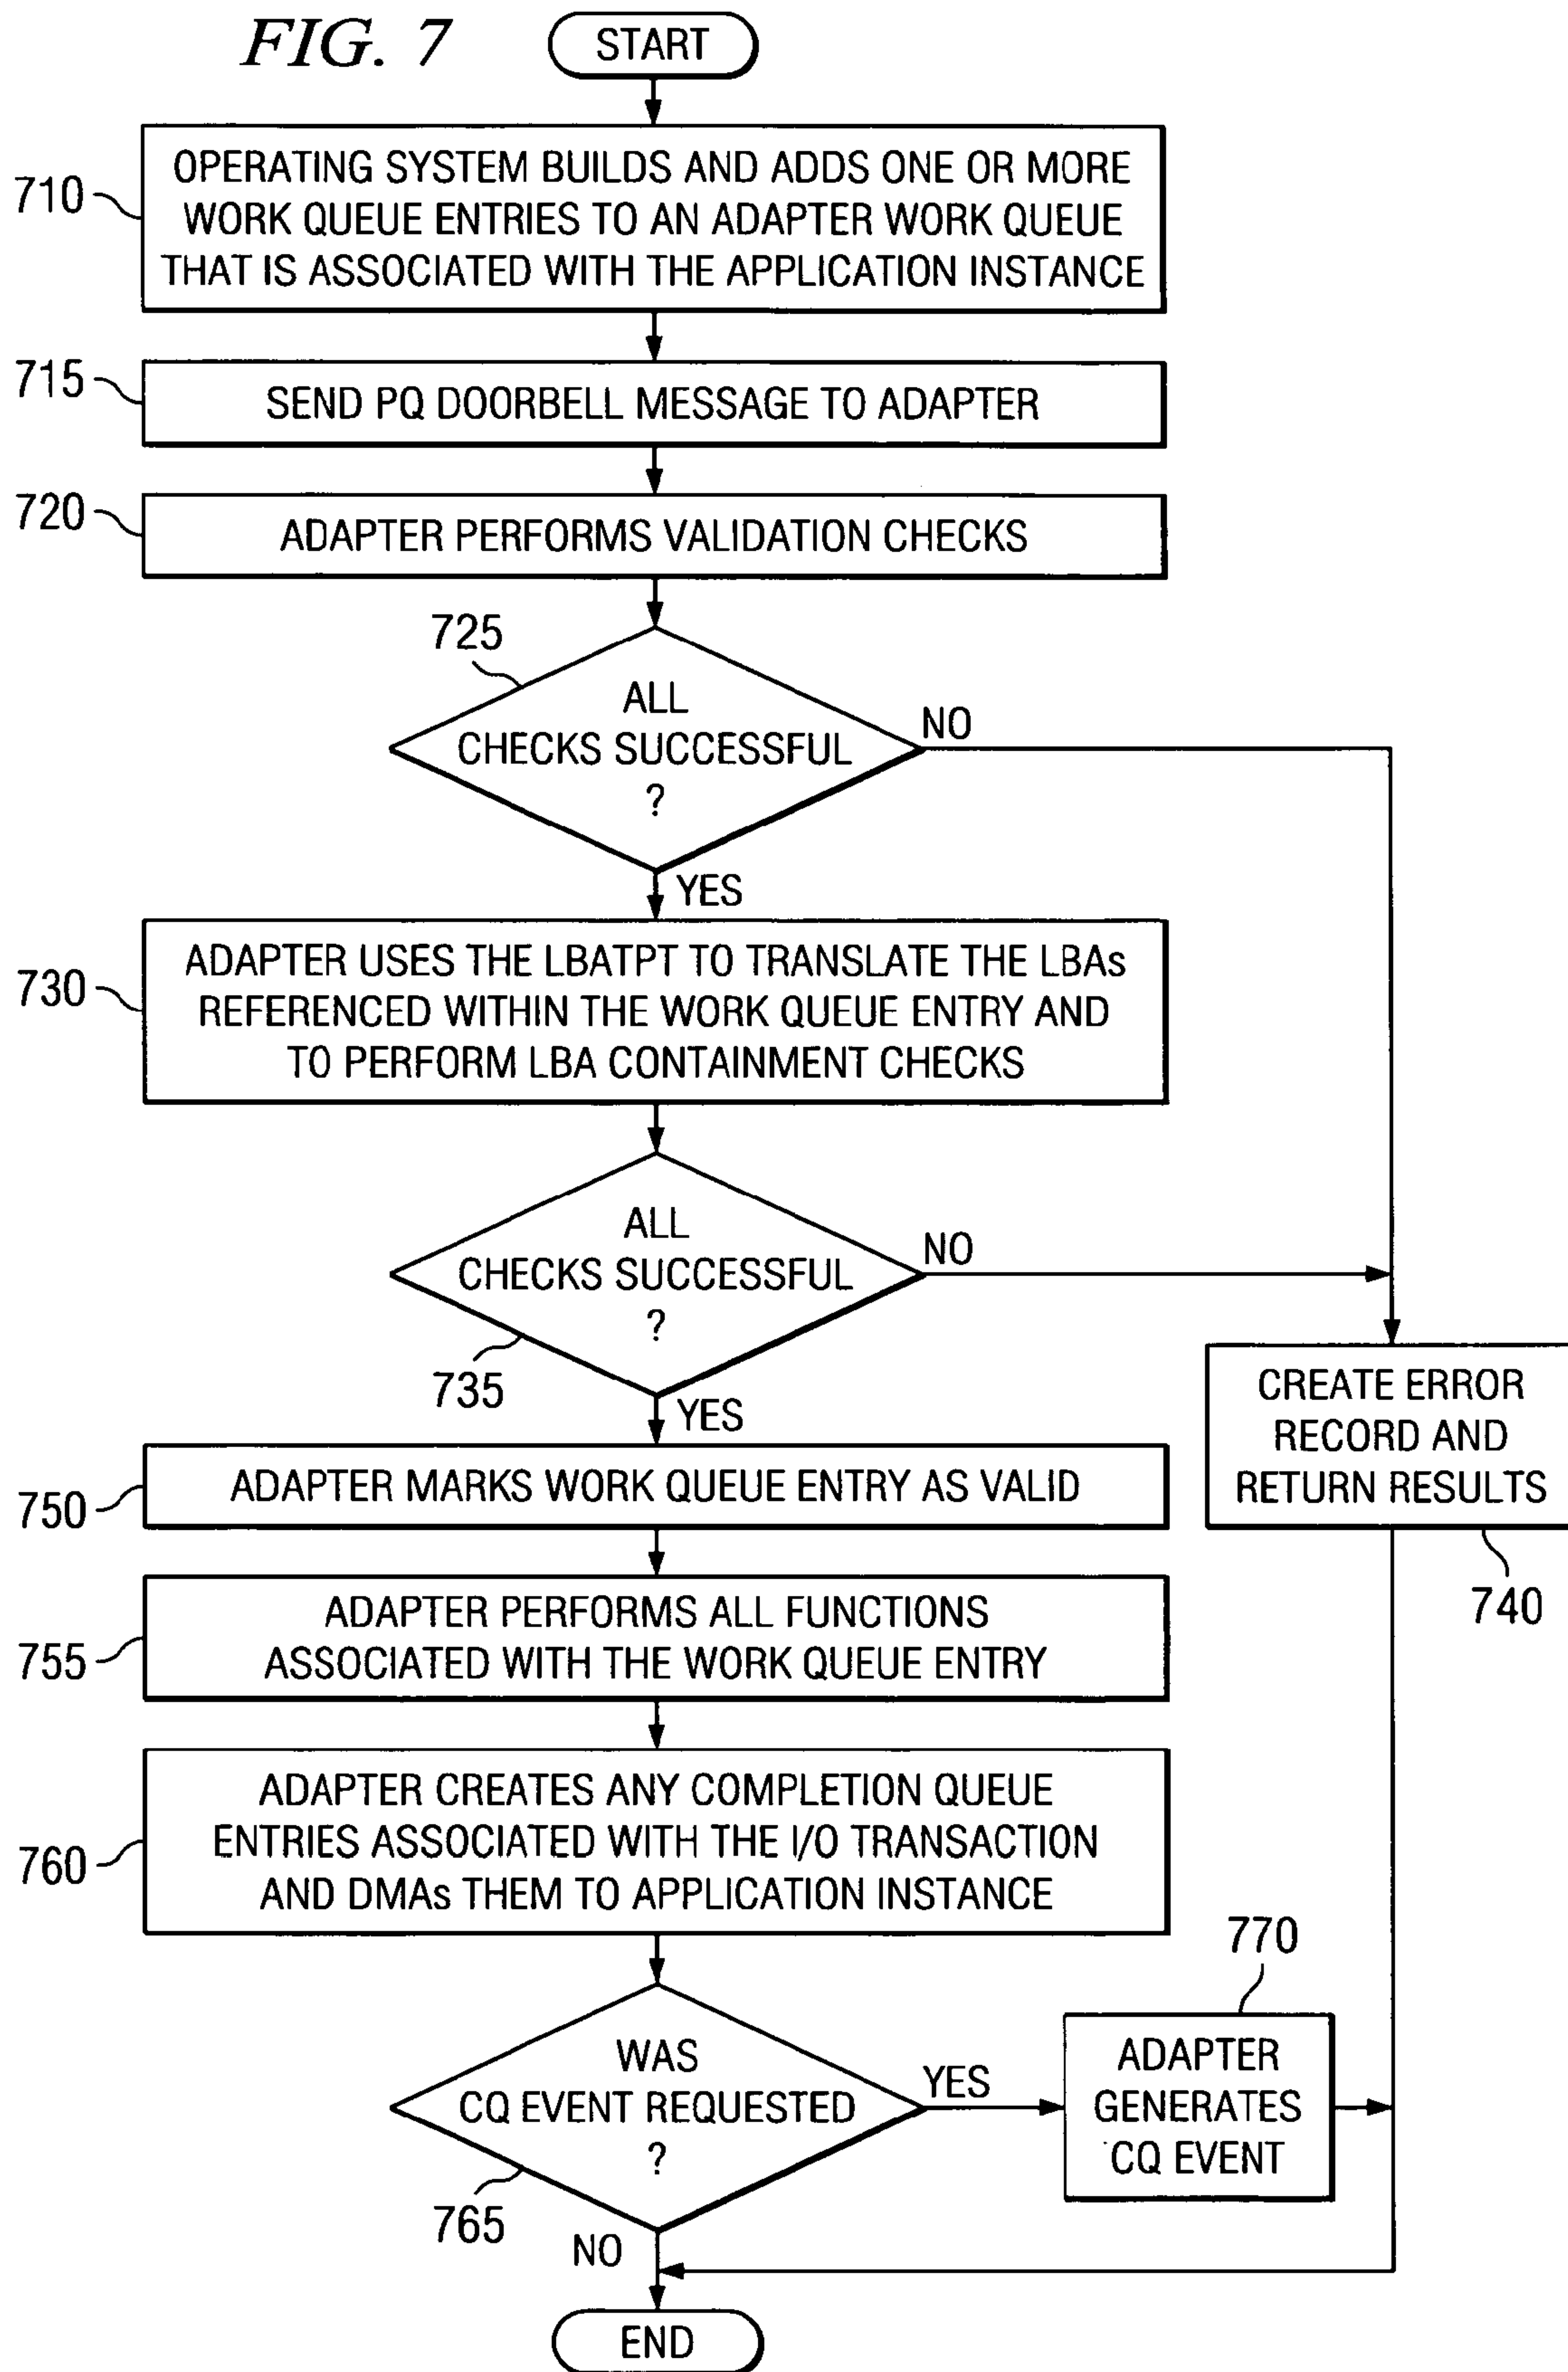 FIG. 7
START
710
OPERATING SYSTEM BUILDS AND ADDS ONE OR MORE
WORK QUEUE ENTRIES TO AN ADAPTER WORK QUEUE
THAT IS ASSOCIATED WITH THE APPLICATION INSTANCE
715
SEND PQ DOORBELL MESSAGE TO ADAPTER
720
ADAPTER PERFORMS VALIDATION CHECKS
725
ALL
CHECKS SUCCESSFUL
?
NO
YES
730
ADAPTER USES THE LBATPT TO TRANSLATE THE LBAs
REFERENCED WITHIN THE WORK QUEUE ENTRY AND
TO PERFORM LBA CONTAINMENT CHECKS
ALL
CHECKS SUCCESSFUL
?
NO
735
YES
CREATE ERROR
RECORD AND
RETURN RESULTS
740
750
ADAPTER MARKS WORK QUEUE ENTRY AS VALID
755
ADAPTER PERFORMS ALL FUNCTIONS
ASSOCIATED WITH THE WORK QUEUE ENTRY
760
ADAPTER CREATES ANY COMPLETION QUEUE
ENTRIES ASSOCIATED WITH THE I/O TRANSACTION
AND DMAs THEM TO APPLICATION INSTANCE
WAS
CQ EVENT REQUESTED
?
YES
765
NO
770
ADAPTER
GENERATES
CQ EVENT
END